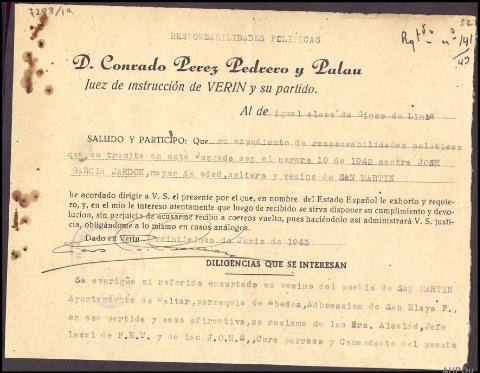 7288/19
RESPONSABILIDADES POLITICAS
D. Conrado Perez Pedrero y Palau
Juez de instrucción de VERIN y su partido.
Al de igual clase de Ginzo de Limia
SALUDO Y PARTICIPO: Que en expediente de responsabilidades politicas
que se tramita en este Juzgado con el numero 10 de 1942 contra JOSE
GARCIA JARDON, mayor de edad, soltero y vecino de SAN MARTIN
he acordado dirigir a V. S. el presente por el que, en nombre del Estado Español le exhorto y requie-
ro, y en el mio le intereso atentamente que luego de recibido se sirva disponer su cumplimiento y devo-
lución, sin perjuicio de acusarme recibo a correos vuelto, pues haciéndolo así administrará V. S. justi-
cia, obligándome a lo mismo en casos análogos.
Dado en Verin a veinticinco de Junio de 1943
DILIGENCIAS QUE SE INTERESAN
Se averigue si referido encartado es vecino del pueblo de SAN MARTIN
Ayuntamiento de Baltar, parroquia de Abedes, Advocacion de San Elayo P.,
en ese partido y caso afirmativo, se reclame de los Srs. Alcalde, Jefe
Local de F.E.T. y de las J.O.N.S., Cura parroco y Comandante del puesto